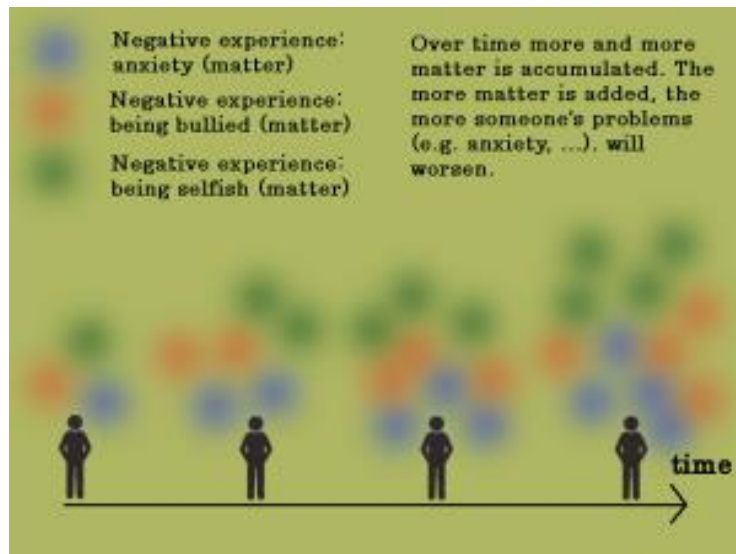 Negative experience:
anxiety (matter)
Negative experience:
being bullied (matter)
Negative experience:
being selfish (matter)
Over time more and more
matter is accumulated. The
more matter is added, the
more someone's problems
(e.g. anxiety, ...). will
worsen.
time